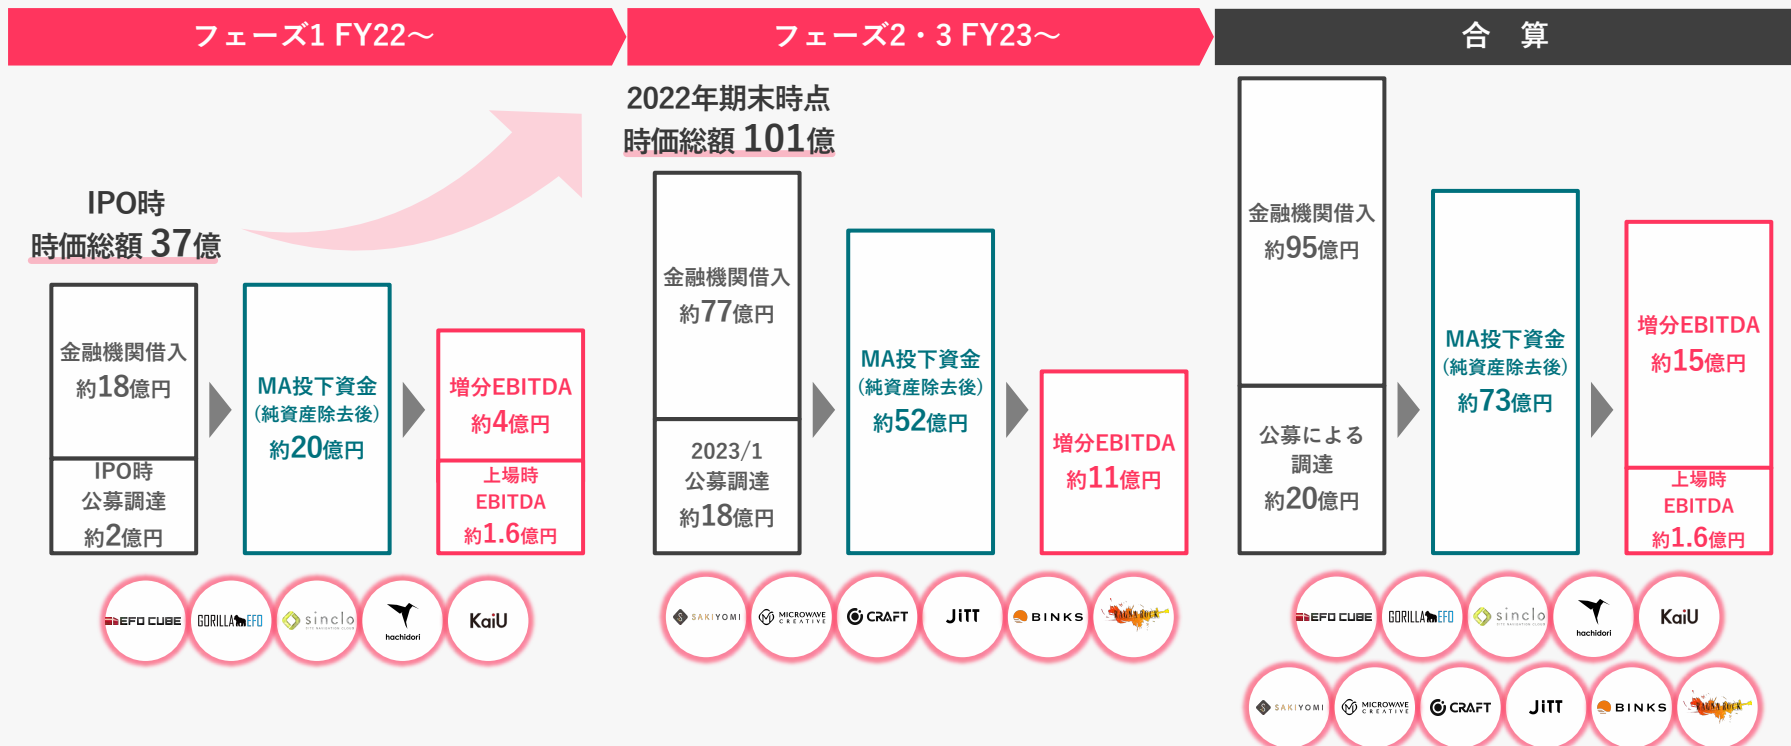 フェーズ1 FY22～
フェーズ2・3 FY23～
合　算
IPO時
時価総額 37億
金融機関借入
約18億円
IPO時
公募調達
約2億円
MA投下資金
(純資産除去後)
約20億円
増分EBITDA
約4億円
上場時
EBITDA
約1.6億円
EFO CUBE
GORILLA EFO
sinclo
SITE NAVIGATION CLOUD
hachidori
KaiU
2022年期末時点
時価総額 101億
金融機関借入
約77億円
2023/1
公募調達
約18億円
MA投下資金
(純資産除去後)
約52億円
増分EBITDA
約11億円
S SAKIYOMI
MICROWAVE
CREATIVE
CRAFT
JiTT
BINKS
金融機関借入
約95億円
公募による
調達
約20億円
MA投下資金
(純資産除去後)
約73億円
増分EBITDA
約15億円
上場時
EBITDA
約1.6億円
EFO CUBE
GORILLA EFO
sinclo
SITE NAVIGATION CLOUD
hachidori
KaiU
S SAKIYOMI
MICROWAVE
CREATIVE
CRAFT
JiTT
BINKS